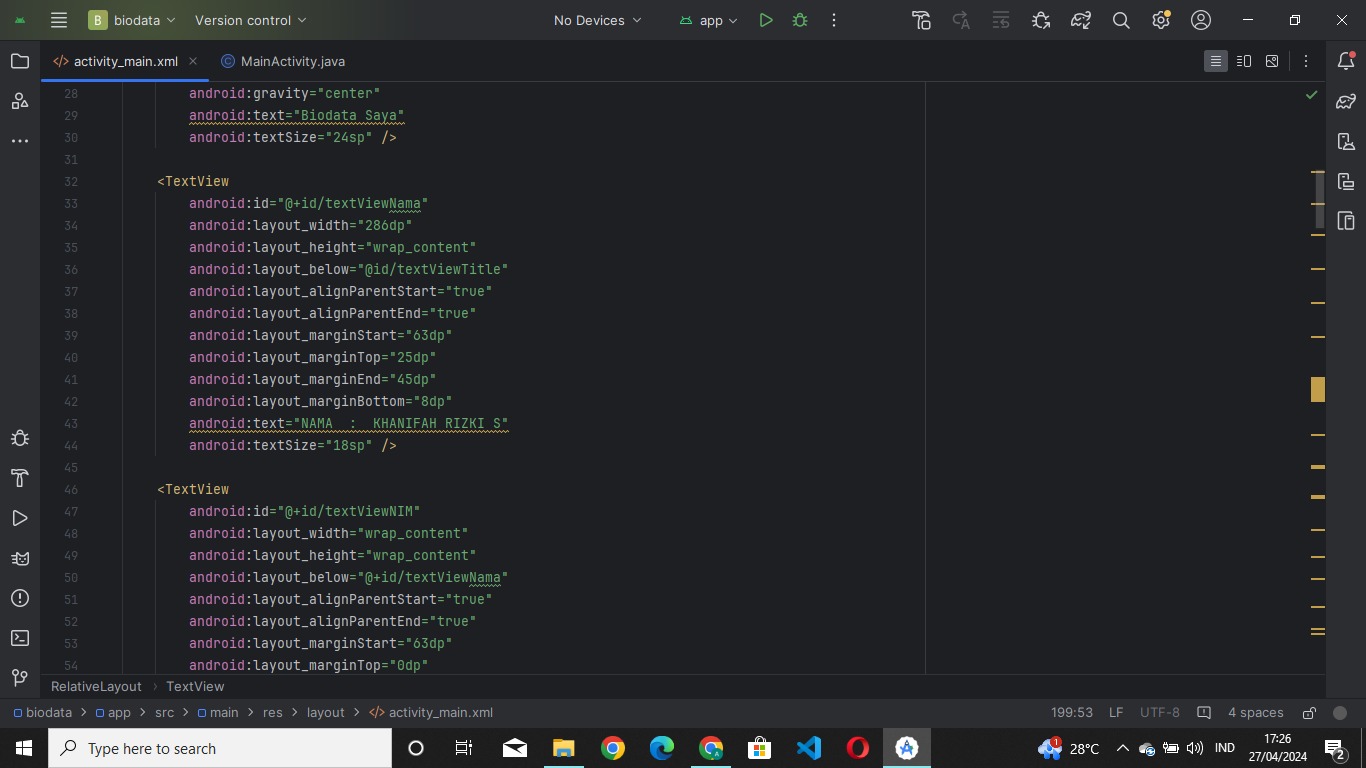 B biodata Version control No Devices app
activity_main.xml MainActivity.java
28 android:gravity="center"
29 android:text="Biodata Saya"
30 android:textSize="24sp" />
31
32 <TextView
33 android:id="@+id/textViewNama"
34 android:layout_width="286dp"
35 android:layout_height="wrap_content"
36 android:layout_below="@id/textViewTitle"
37 android:layout_alignParentStart="true"
38 android:layout_alignParentEnd="true"
39 android:layout_marginStart="63dp"
40 android:layout_marginTop="25dp"
41 android:layout_marginEnd="45dp"
42 android:layout_marginBottom="8dp"
43 android:text="NAMA  :  KHANIFAH RIZKI S"
44 android:textSize="18sp" />
45
46 <TextView
47 android:id="@+id/textViewNIM"
48 android:layout_width="wrap_content"
49 android:layout_height="wrap_content"
50 android:layout_below="@+id/textViewNama"
51 android:layout_alignParentStart="true"
52 android:layout_alignParentEnd="true"
53 android:layout_marginStart="63dp"
54 android:layout_marginTop="0dp"
RelativeLayout > TextView
biodata > app > src > main > res > layout > activity_main.xml 199:53 LF UTF-8 4 spaces
Type here to search 1 28°C IND 17:26 27/04/2024 2